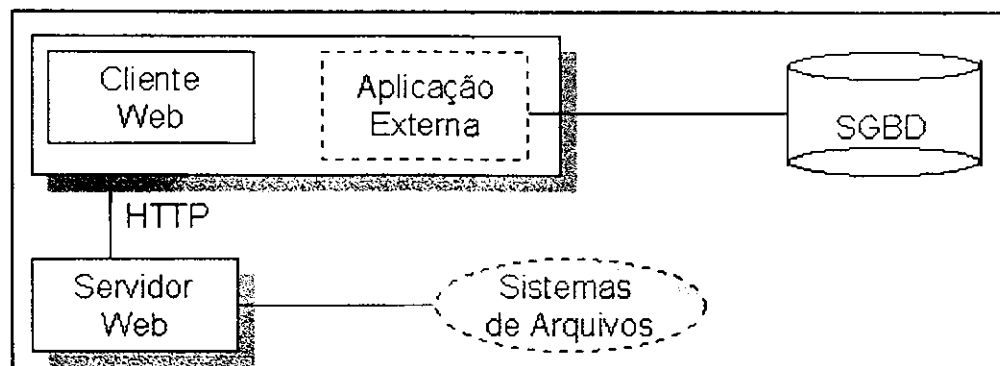 Cliente
Web
Aplicação
Externa
SGBD
HTTP
Servidor
Web
Sistemas
de Arquivos